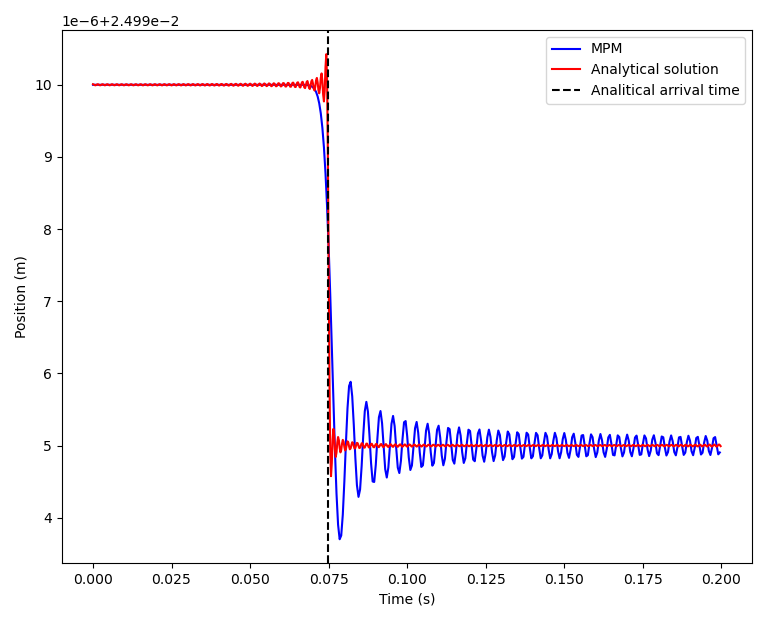 1e−6+2.499e−2
MPM
Analytical solution
Analitical arrival time
10
9
8
7
6
5
4
Position (m)
0.000 0.025 0.050 0.075 0.100 0.125 0.150 0.175 0.200
Time (s)